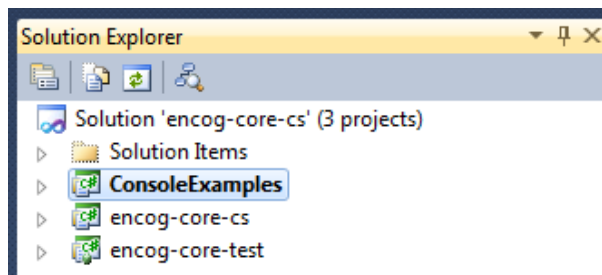 Solution Explorer
Solution 'encog-core-cs' (3 projects)
Solution Items
ConsoleExamples
encog-core-cs
encog-core-test